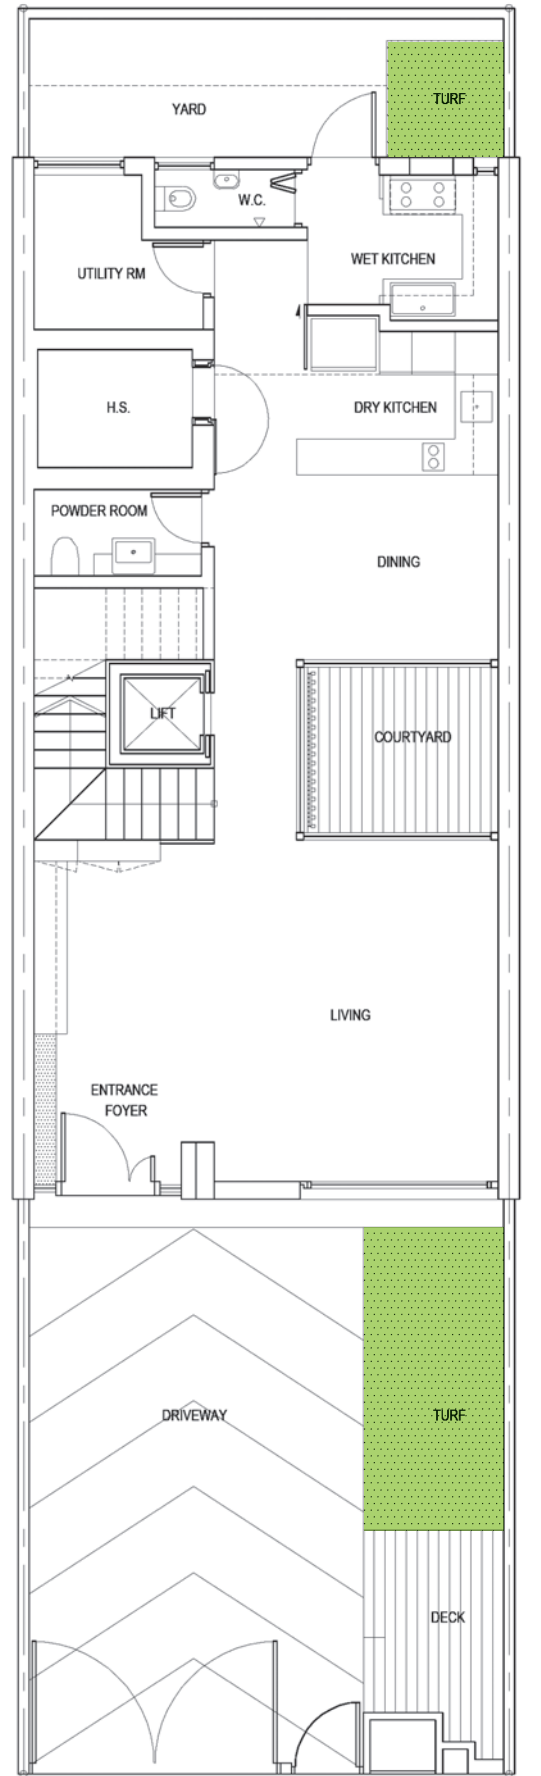 TURF
YARD
W.C.
WET KITCHEN
UTILITY RM
H.S.
DRY KITCHEN
POWDER ROOM
DINING
LIFT
COURTYARD
LIVING
ENTRANCE
FOYER
DRIVEWAY
TURF
DECK